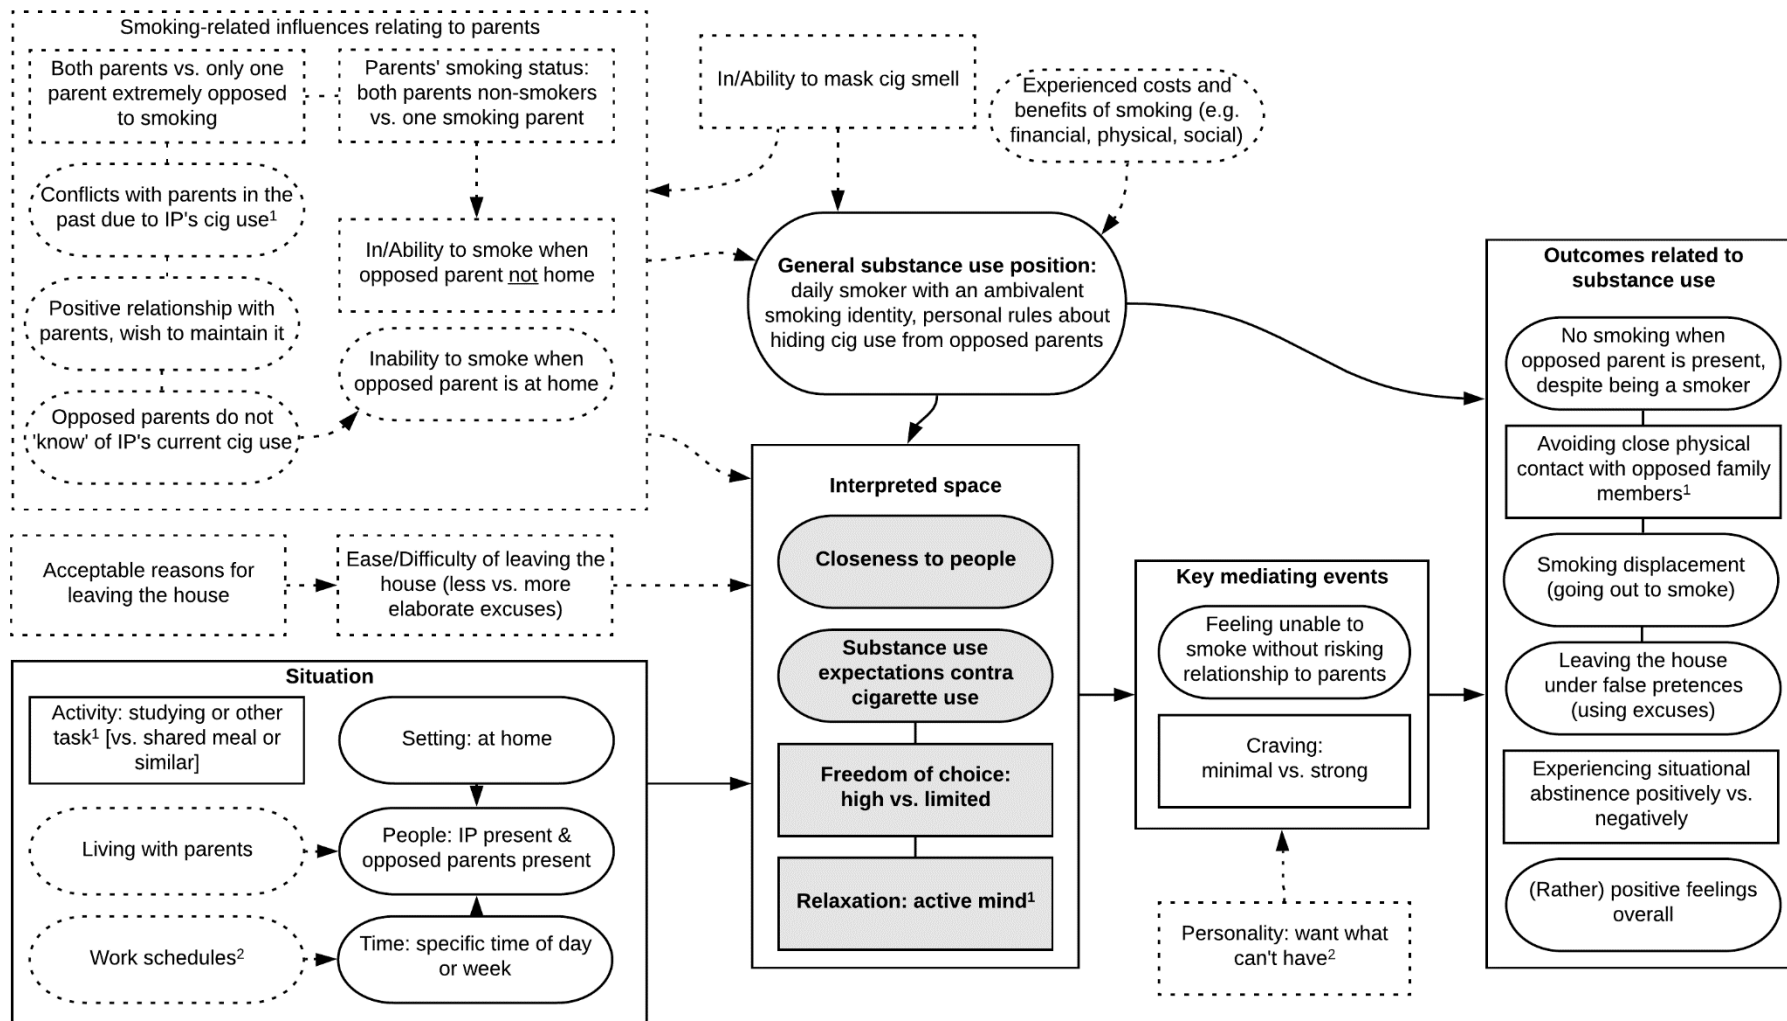 Smoking-related influences relating to parents
Both parents vs. only one
parent extremely opposed
to smoking
Parents' smoking status:
both parents non-smokers
vs. one smoking parent
Conflicts with parents in the
past due to IP's cig use¹
In/Ability to smoke when
opposed parent not home
Positive relationship with
parents, wish to maintain it
Inability to smoke when
opposed parent is at home
Opposed parents do not
'know' of IP's current cig use
In/Ability to mask cig smell
Experienced costs and
benefits of smoking (e.g.
financial, physical, social)
General substance use position:
daily smoker with an ambivalent
smoking identity, personal rules about
hiding cig use from opposed parents
Acceptable reasons for
leaving the house
Ease/Difficulty of leaving the
house (less vs. more
elaborate excuses)
Situation
Activity: studying or other
task¹ [vs. shared meal or
similar]
Setting: at home
Living with parents
People: IP present &
opposed parents present
Work schedules²
Time: specific time of day
or week
Interpreted space
Closeness to people
Substance use
expectations contra
cigarette use
Freedom of choice:
high vs. limited
Relaxation: active mind¹
Key mediating events
Feeling unable to
smoke without risking
relationship to parents
Craving:
minimal vs. strong
Personality: want what
can't have²
Outcomes related to
substance use
No smoking when
opposed parent is present,
despite being a smoker
Avoiding close physical
contact with opposed family
members¹
Smoking displacement
(going out to smoke)
Leaving the house
under false pretences
(using excuses)
Experiencing situational
abstinence positively vs.
negatively
(Rather) positive feelings
overall